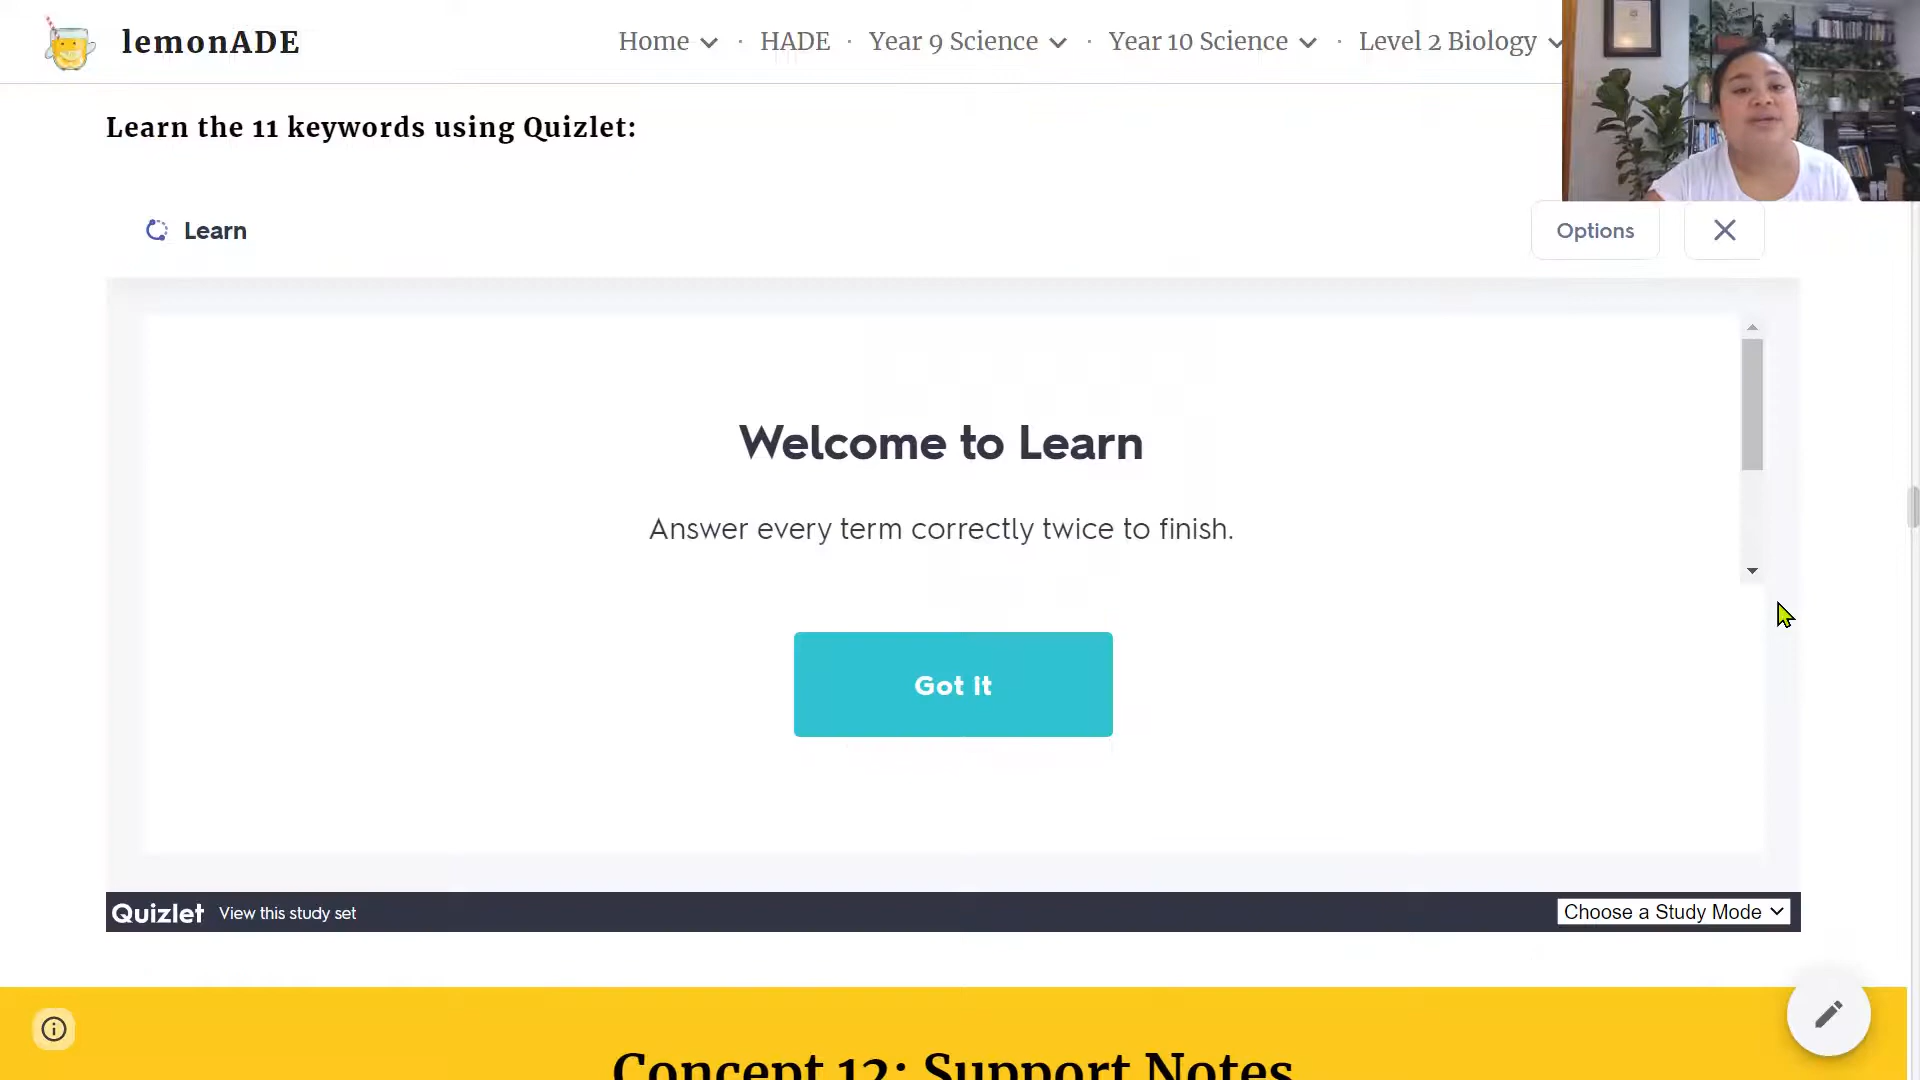 lemonADE
Home · HADE · Year 9 Science · Year 10 Science · Level 2 Biology
Learn the 11 keywords using Quizlet:
Learn
Options
Welcome to Learn
Answer every term correctly twice to finish.
Got it
Quizlet View this study set
Choose a Study Mode
Concept 12: Support Notes